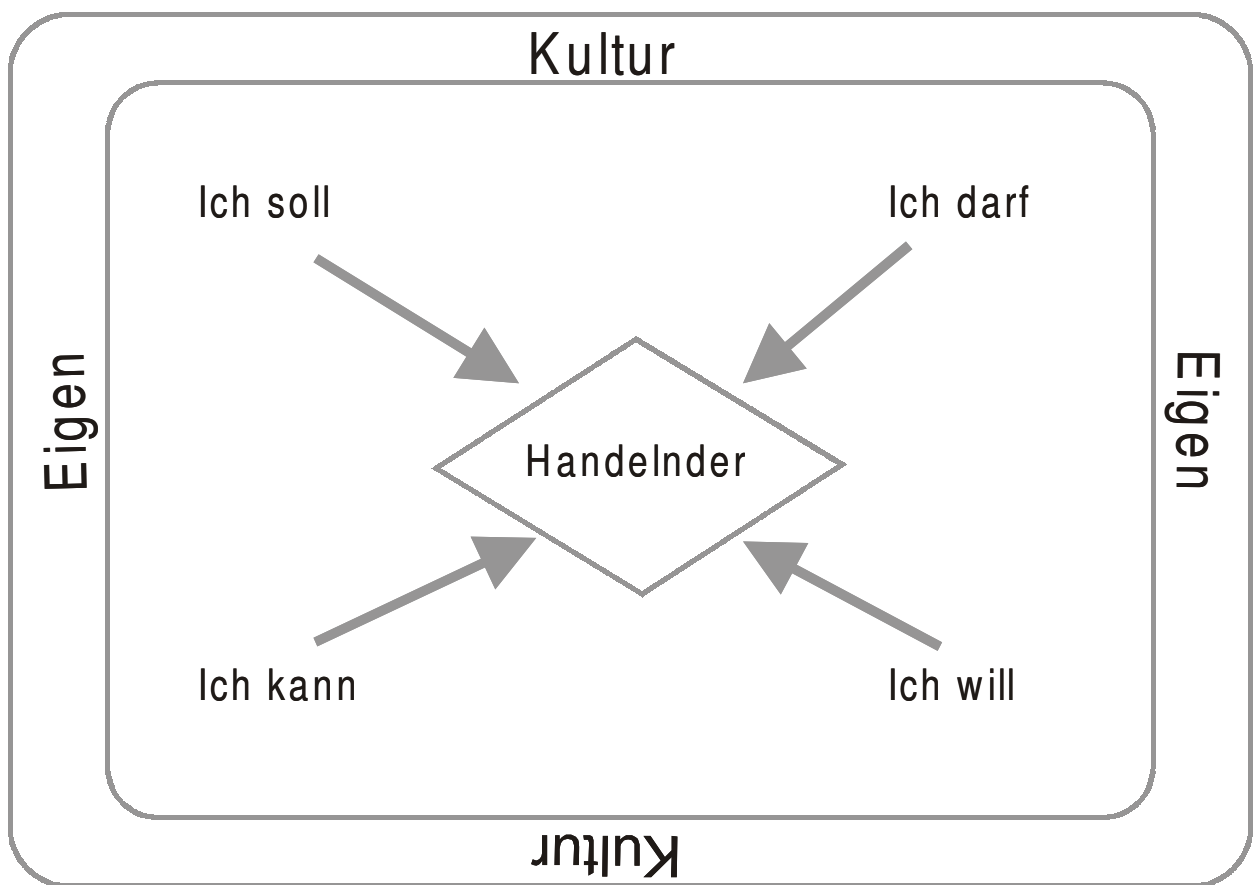 Kultur
Ich soll
Ich darf
Eigen
Handelnder
Eigen
Ich kann
Ich will
Kultur